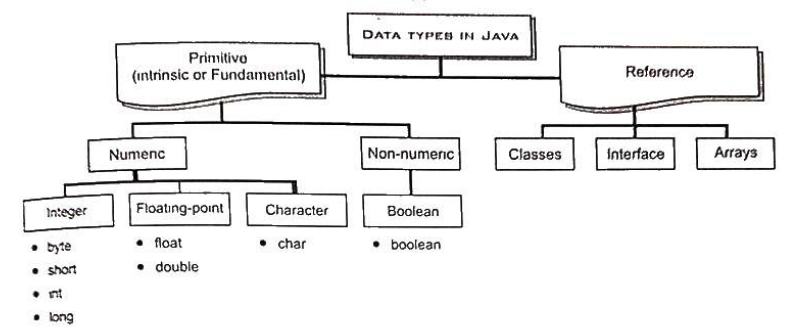 DATA TYPES IN JAVA
Primitive
(intrinsic or Fundamental)
Reference
Numeric
Non-numeric
Classes
Interface
Arrays
Integer
Floating-point
Character
Boolean
• byte
• short
• int
• long
• float
• double
• char
• boolean